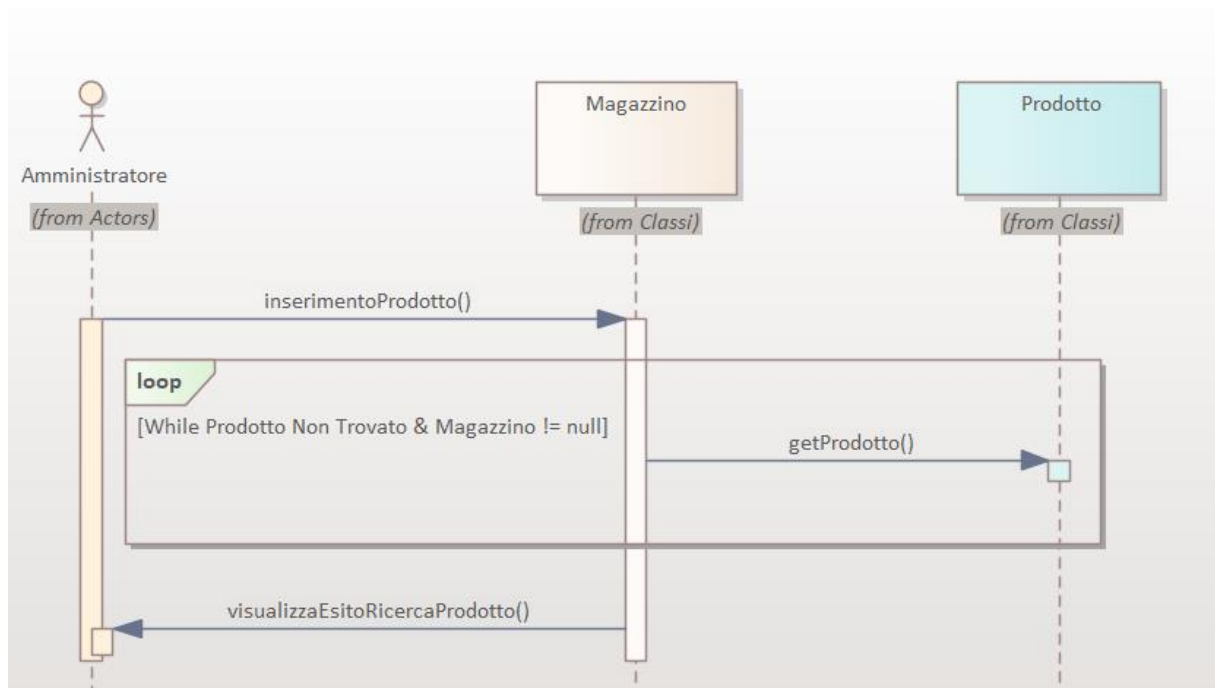 Magazzino
Prodotto
Amministratore
(from Actors)
(from Classi)
(from Classi)
inserimentoProdotto()
loop
[While Prodotto Non Trovato & Magazzino != null]
getProdotto()
visualizzaEsitoRicercaProdotto()